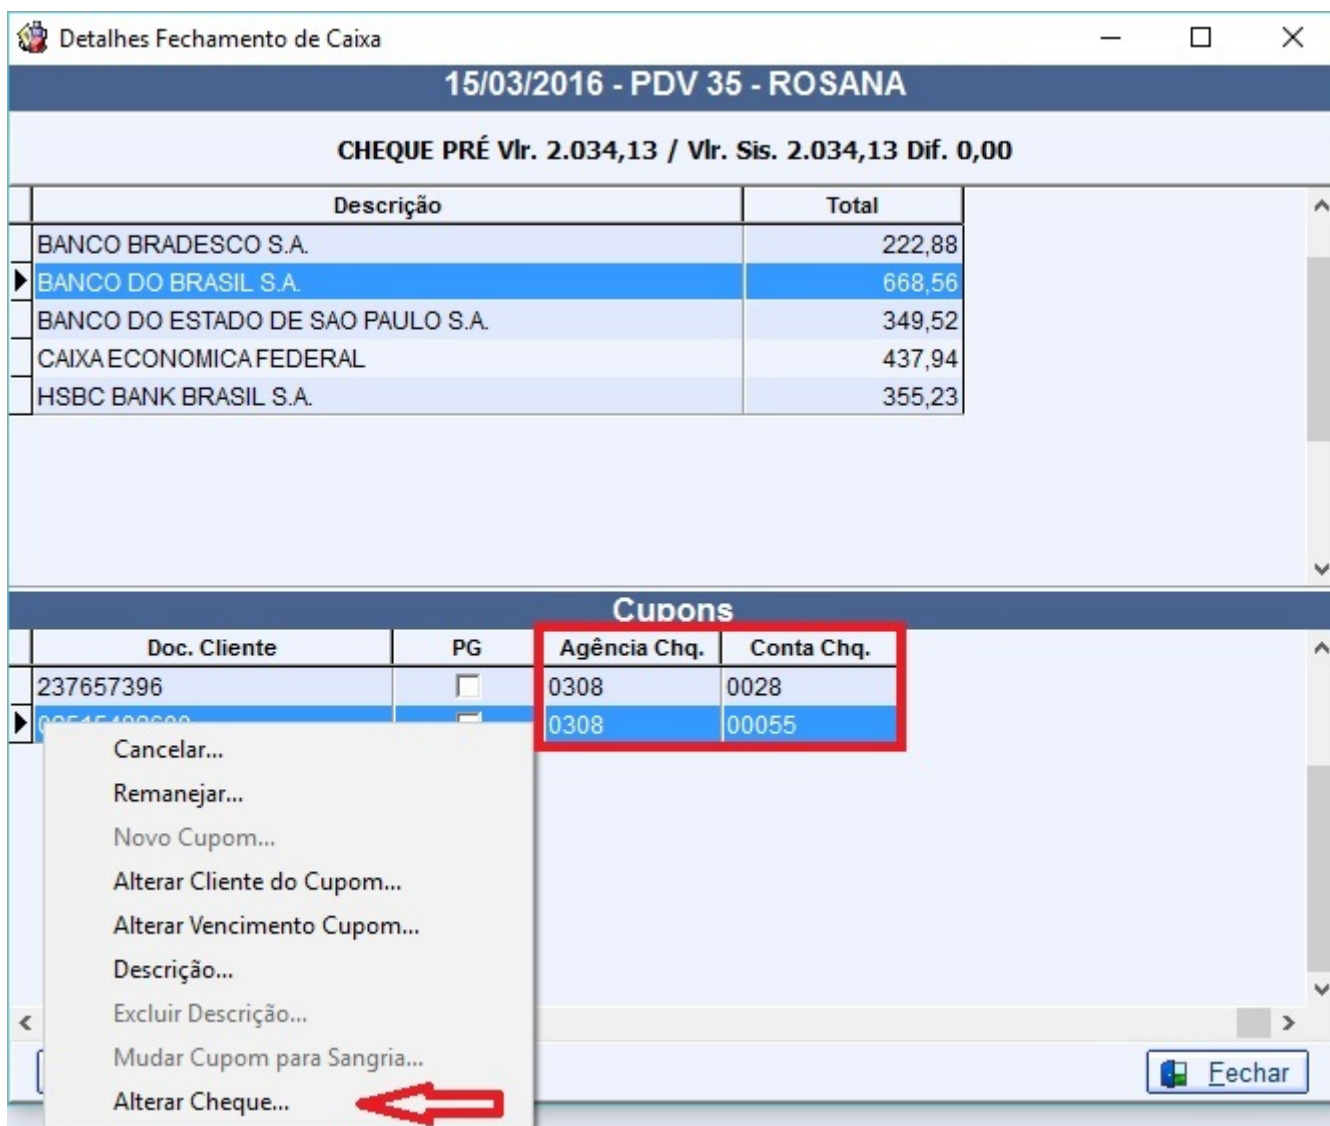 Detalhes Fechamento de Caixa
15/03/2016 - PDV 35 - ROSANA
CHEQUE PRÉ Vlr. 2.034,13 / Vlr. Sis. 2.034,13 Dif. 0,00
Descrição Total
BANCO BRADESCO S.A. 222,88
BANCO DO BRASIL S.A. 668,56
BANCO DO ESTADO DE SAO PAULO S.A. 349,52
CAIXA ECONOMICA FEDERAL 437,94
HSBC BANK BRASIL S.A. 355,23
Cupons
Doc. Cliente PG Agência Chq. Conta Chq.
237657396 0308 0028
0308 00055
Cancelar...
Remanejar...
Novo Cupom...
Alterar Cliente do Cupom...
Alterar Vencimento Cupom...
Descrição...
Excluir Descrição...
Mudar Cupom para Sangria...
Alterar Cheque...
Fechar